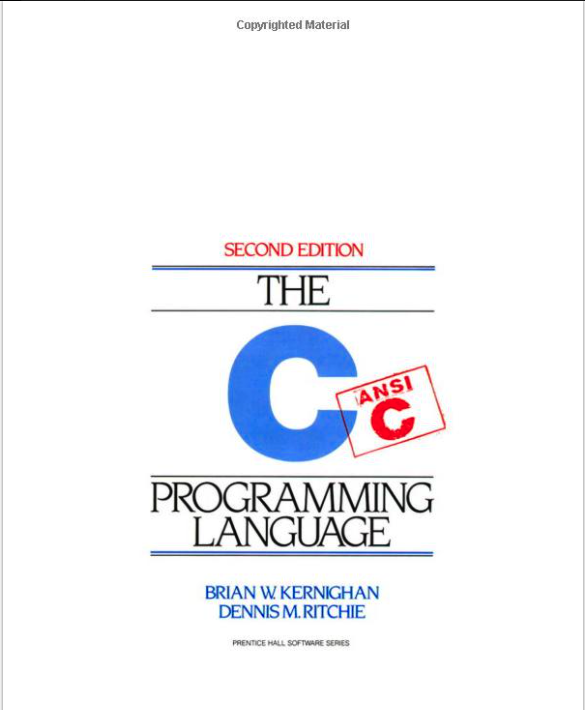 Copyrighted Material
SECOND EDITION
THE
C
ANSI
C
PROGRAMMING
LANGUAGE
BRIAN W. KERNIGHAN
DENNIS M. RITCHIE
PRENTICE HALL SOFTWARE SERIES